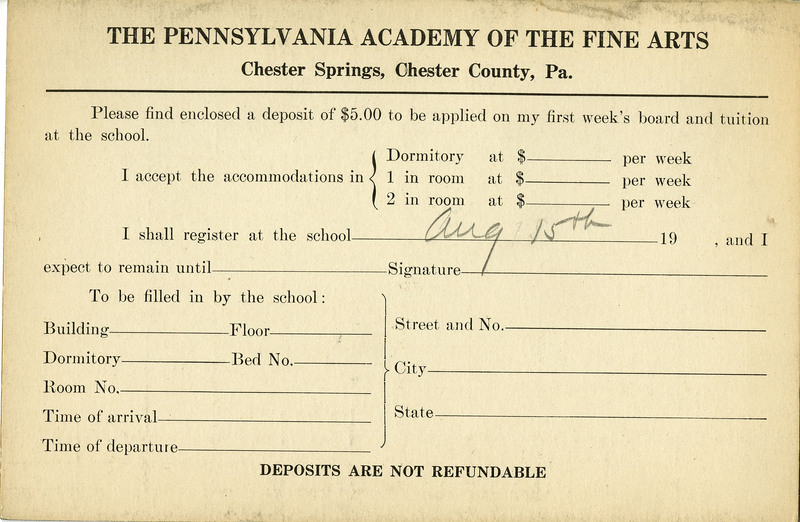 THE PENNSYLVANIA ACADEMY OF THE FINE ARTS
Chester Springs, Chester County, Pa.
Please find enclosed a deposit of $5.00 to be applied on my first week's board and tuition
at the school.
I accept the accommodations in
Dormitory at $ per week
1 in room at $ per week
2 in room at $ per week
I shall register at the school Aug 15th 19 , and I
expect to remain until Signature
To be filled in by the school:
Building Floor
Dormitory Bed No.
Room No.
Time of arrival
Time of departure
Street and No.
City
State
DEPOSITS ARE NOT REFUNDABLE